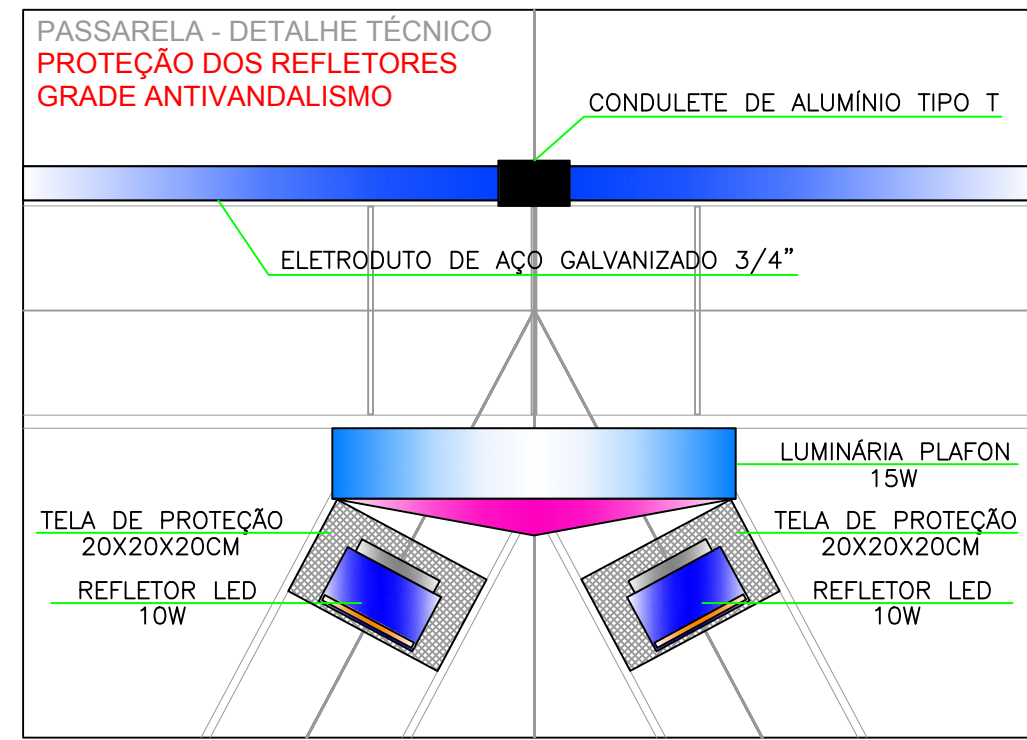 PASSARELA - DETALHE TÉCNICO
PROTEÇÃO DOS REFLETORES
GRADE ANTIVANDALISMO
CONDULETE DE ALUMÍNIO TIPO T
ELETRODUTO DE AÇO GALVANIZADO 3/4”
LUMINÁRIA PLAFON
15W
TELA DE PROTEÇÃO
20X20X20CM
REFLETOR LED
10W
TELA DE PROTEÇÃO
20X20X20CM
REFLETOR LED
10W